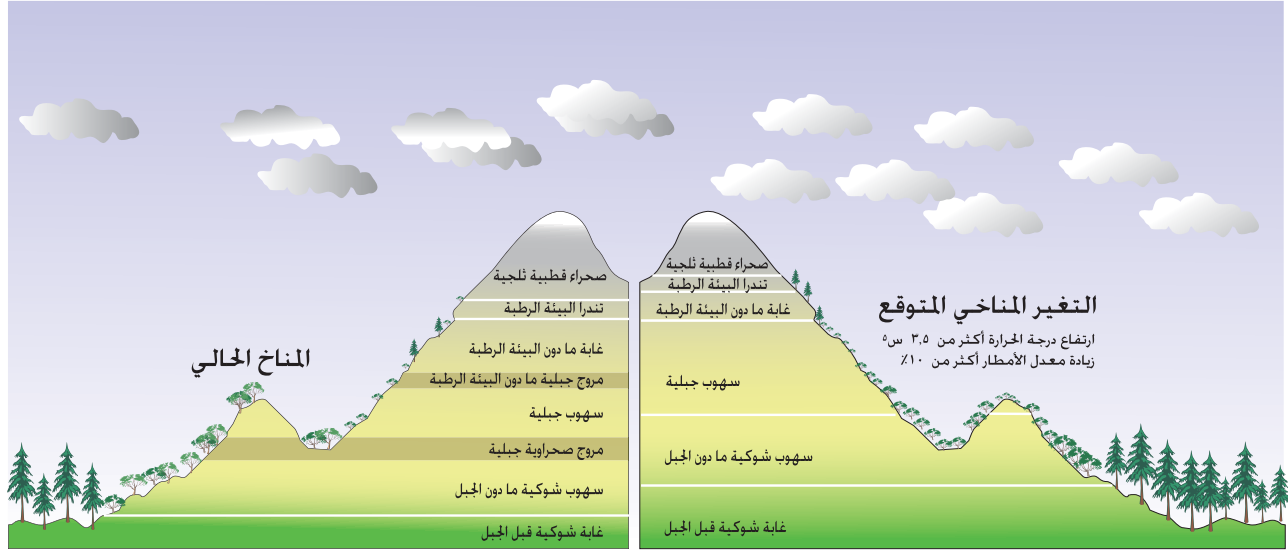 التغير المناخي المتوقع
ارتفاع درجة الحرارة أكثر من ٣,٥ س°
زيادة معدل الأمطار أكثر من ١٠٪
صحراء قطبية ثلجية
تندرا البيئة الرطبة
غابة ما دون البيئة الرطبة
سهوب جبلية
سهوب شوكية ما دون الجبل
غابة شوكية قبل الجبل
المناخ الحالي
صحراء قطبية ثلجية
تندرا البيئة الرطبة
غابة ما دون البيئة الرطبة
مروج جبلية ما دون البيئة الرطبة
سهوب جبلية
مروج صحراوية جبلية
سهوب شوكية ما دون الجبل
غابة شوكية قبل الجبل